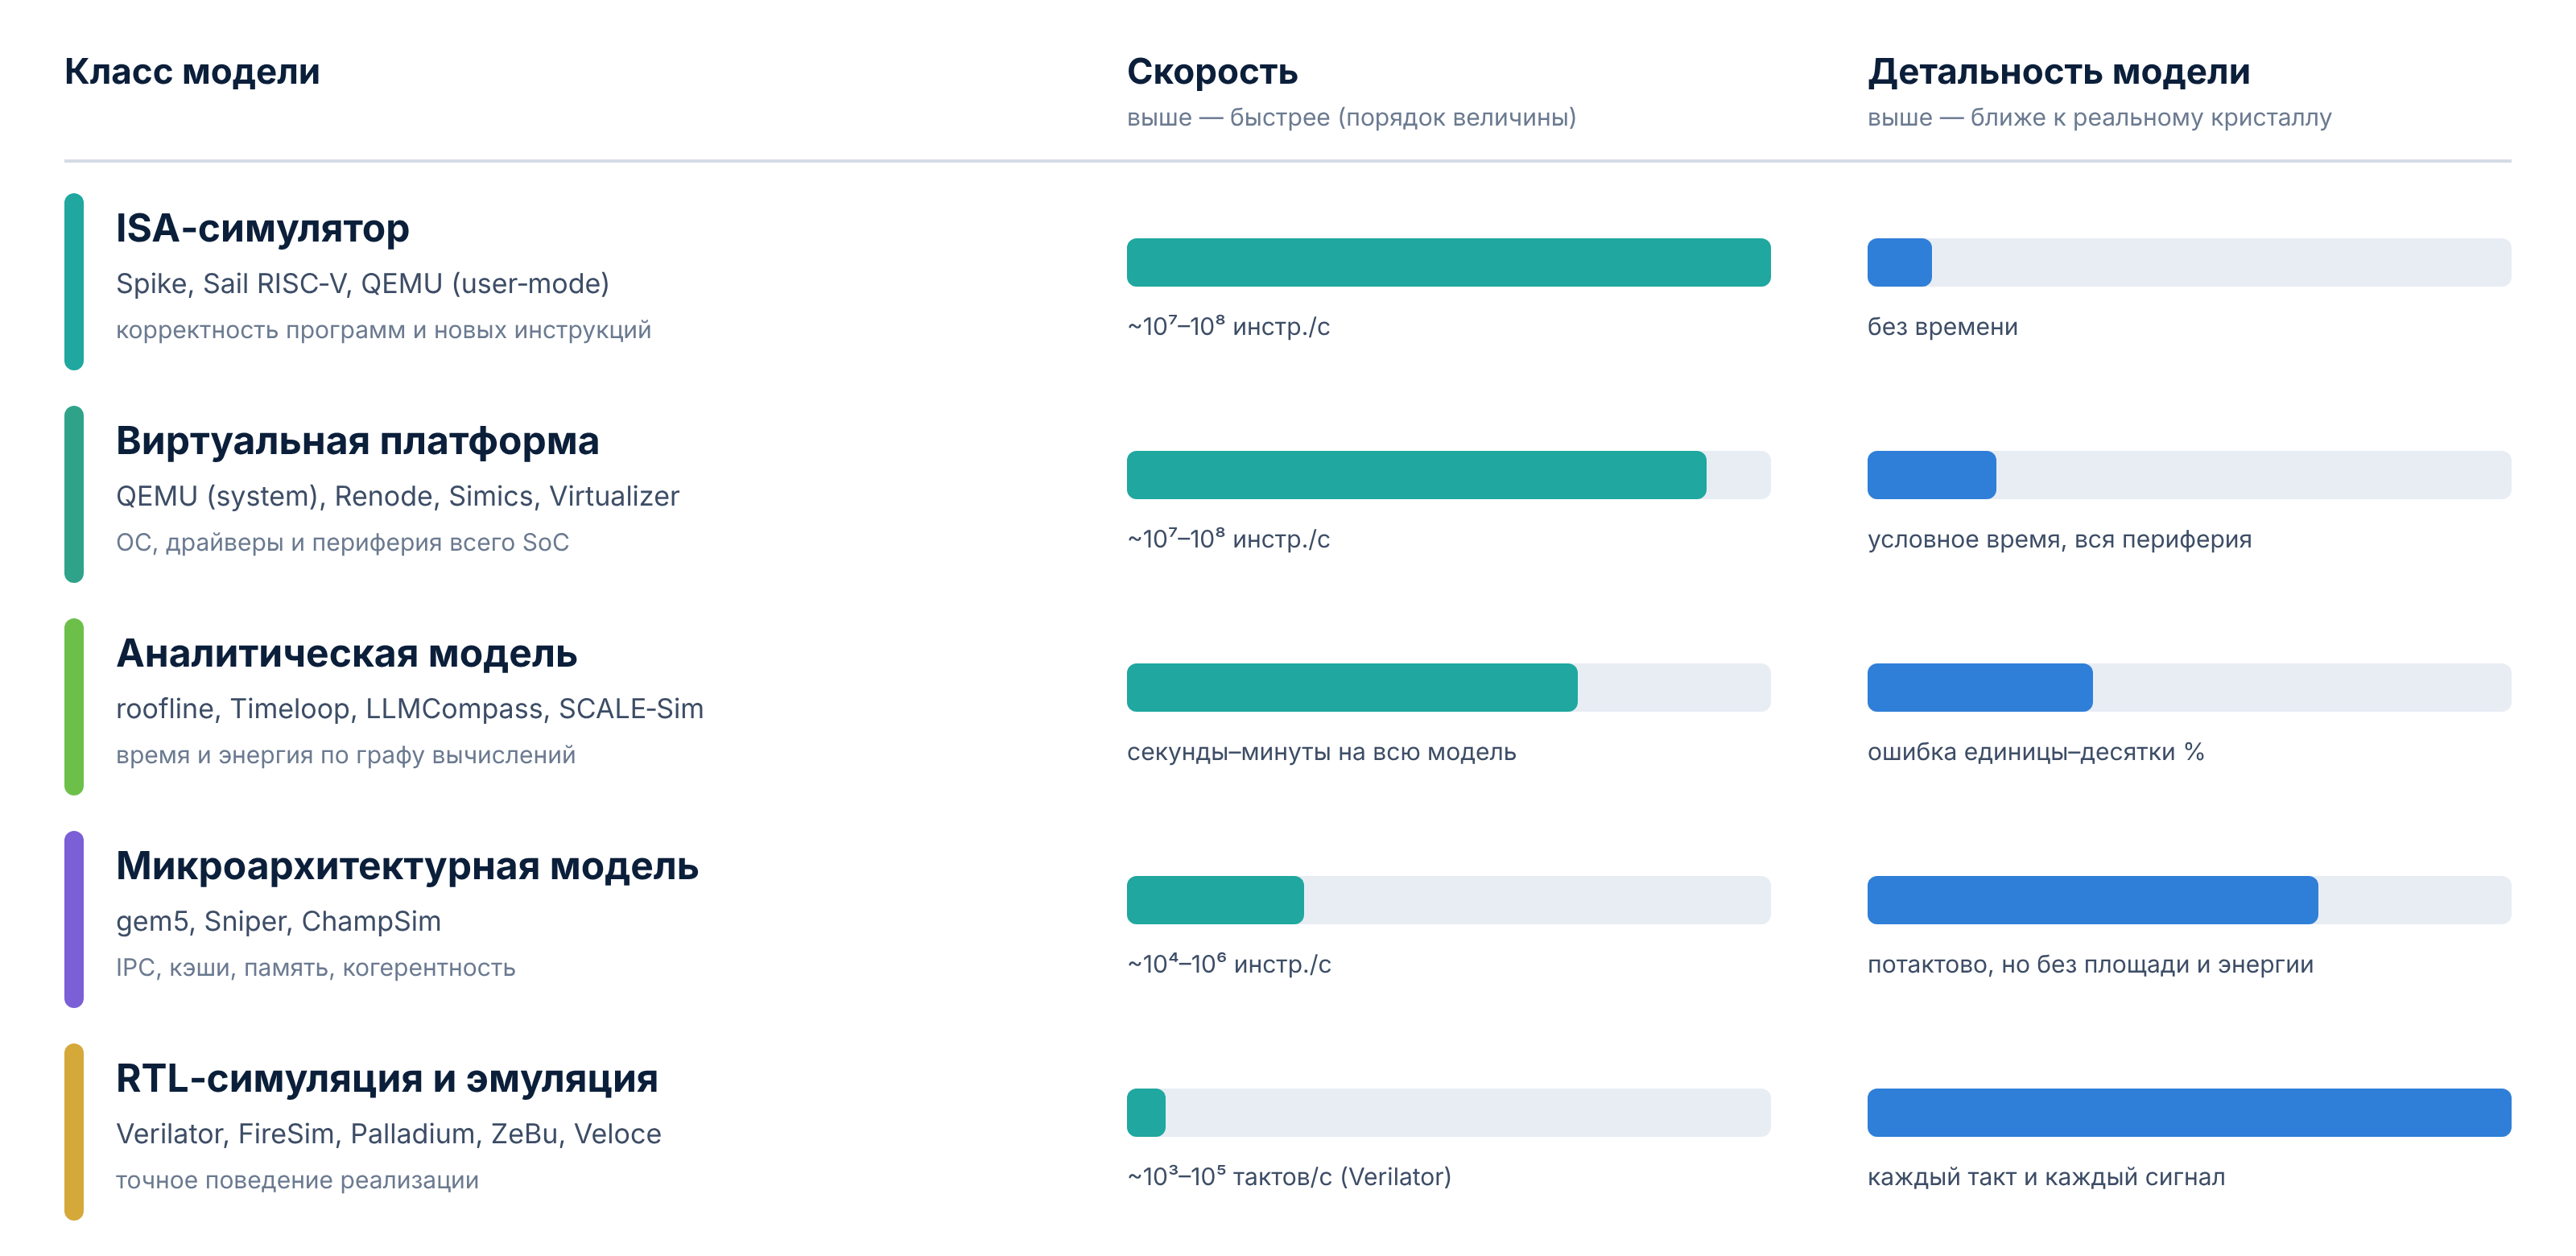 Класс модели
Скорость
Детальность модели
выше — быстрее (порядок величины)
выше — ближе к реальному кристаллу
ISA-симулятор
Spike, Sail RISC-V, QEMU (user-mode)
корректность программ и новых инструкций
~10⁷–10⁸ инстр./с
без времени
Виртуальная платформа
QEMU (system), Renode, Simics, Virtualizer
ОС, драйверы и периферия всего SoC
~10⁷–10⁸ инстр./с
условное время, вся периферия
Аналитическая модель
roofline, Timeloop, LLMCompass, SCALE-Sim
время и энергия по графу вычислений
секунды–минуты на всю модель
ошибка единицы–десятки %
Микроархитектурная модель
gem5, Sniper, ChampSim
IPC, кэши, память, когерентность
~10⁴–10⁶ инстр./с
потактово, но без площади и энергии
RTL-симуляция и эмуляция
Verilator, FireSim, Palladium, ZeBu, Veloce
точное поведение реализации
~10³–10⁵ тактов/с (Verilator)
каждый такт и каждый сигнал